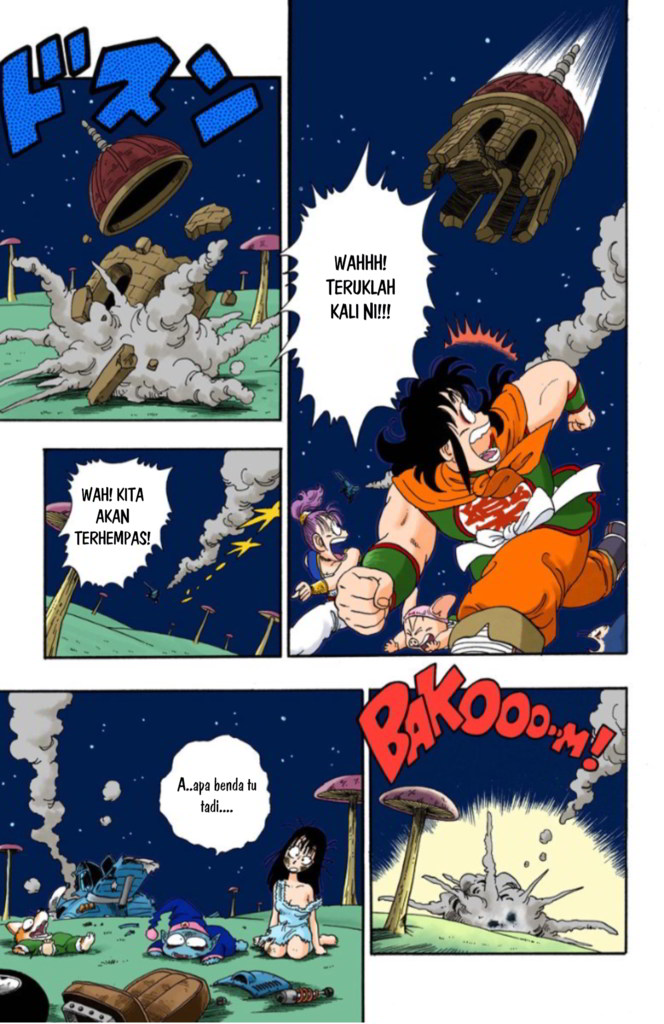 WAHHH!
TERUKLAH
KALI NI!!!
ドスン
WAH! KITA
AKAN
TERHEMPAS!
BAKOOO..M!
A..apa benda tu
tadi....